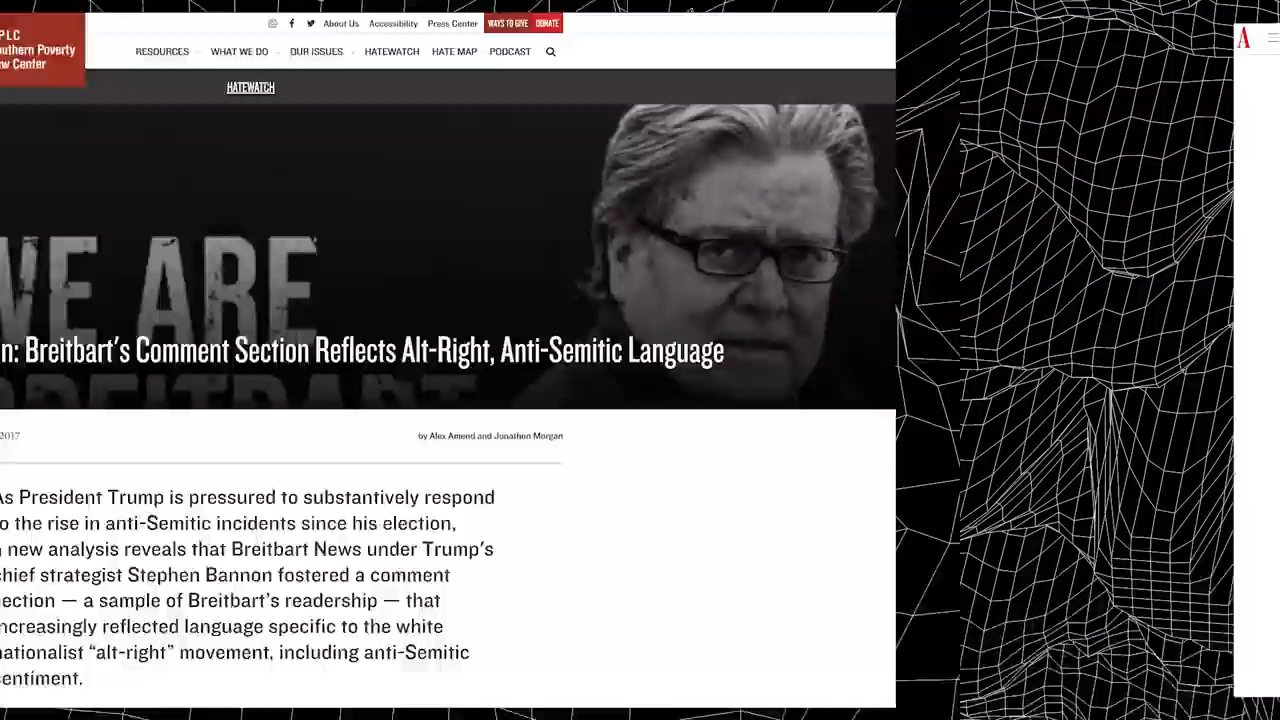 PLC
uthern Poverty
w Center
About Us Accessibility Press Center WAYS TO GIVE DONATE
RESOURCES WHAT WE DO OUR ISSUES HATEWATCH HATE MAP PODCAST
HATEWATCH
WE ARE
BREITBART
n: Breitbart's Comment Section Reflects Alt-Right, Anti-Semitic Language
2017
by Alex Amend and Jonathon Morgan
As President Trump is pressured to substantively respond
o the rise in anti-Semitic incidents since his election,
new analysis reveals that Breitbart News under Trump's
chief strategist Stephen Bannon fostered a comment
ection — a sample of Breitbart's readership — that
ncreasingly reflected language specific to the white
nationalist “alt-right” movement, including anti-Semitic
entiment.
A